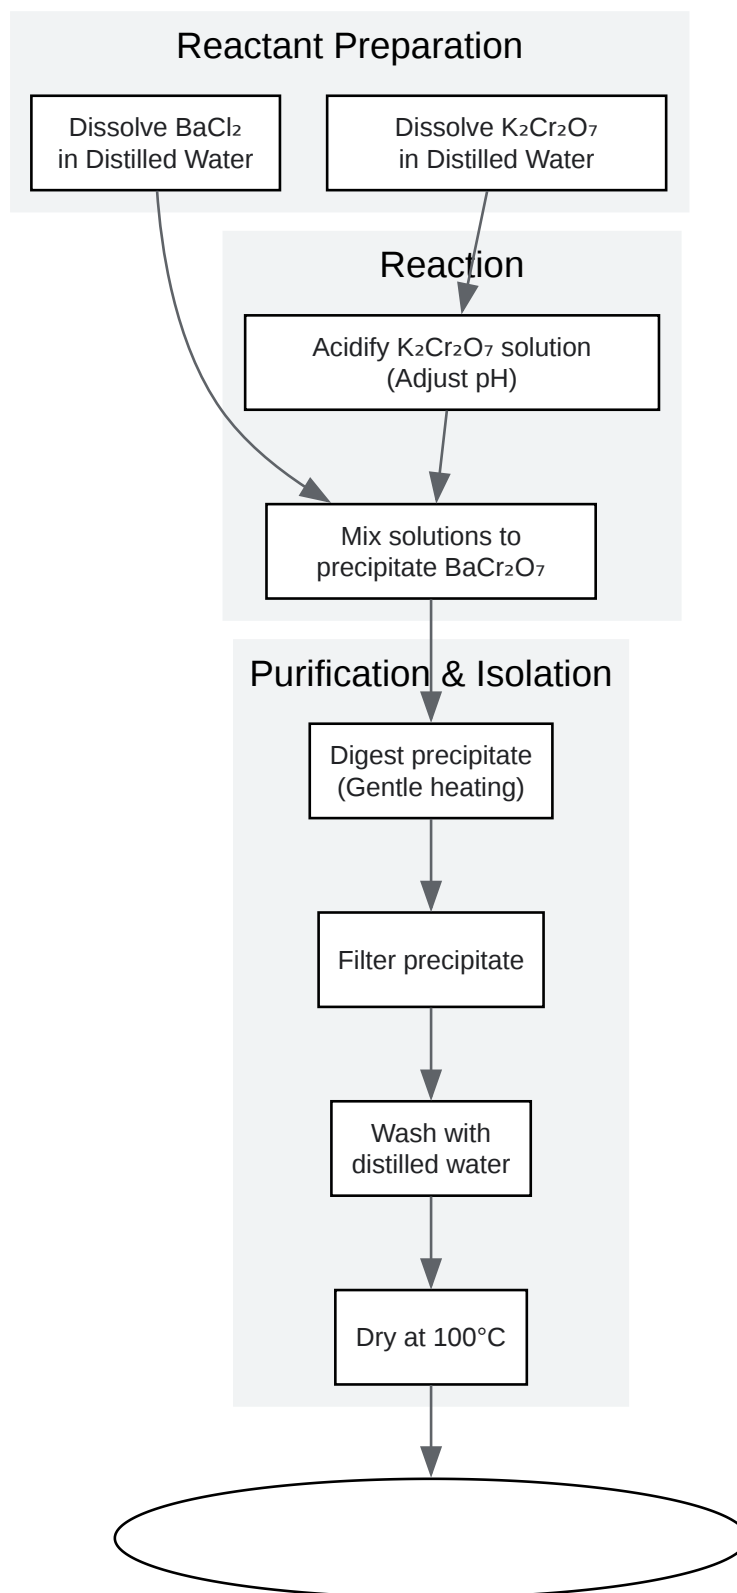 Reactant Preparation
Dissolve BaCl₂
in Distilled Water
Dissolve K₂Cr₂O₇
in Distilled Water
Reaction
Acidify K₂Cr₂O₇ solution
(Adjust pH)
Mix solutions to
precipitate BaCr₂O₇
Purification & Isolation
Digest precipitate
(Gentle heating)
Filter precipitate
Wash with
distilled water
Dry at 100°C